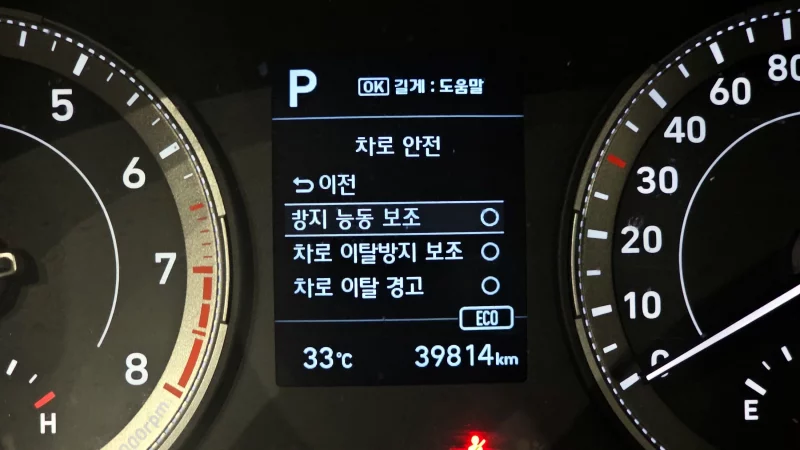 P
OK 길게 : 도움말
차로 안전
이전
방지 능동 보조
차로 이탈방지 보조
차로 이탈 경고
ECO
33℃
39814km
5
6
7
8
H
000rpm
80
60
40
30
20
10
0
E